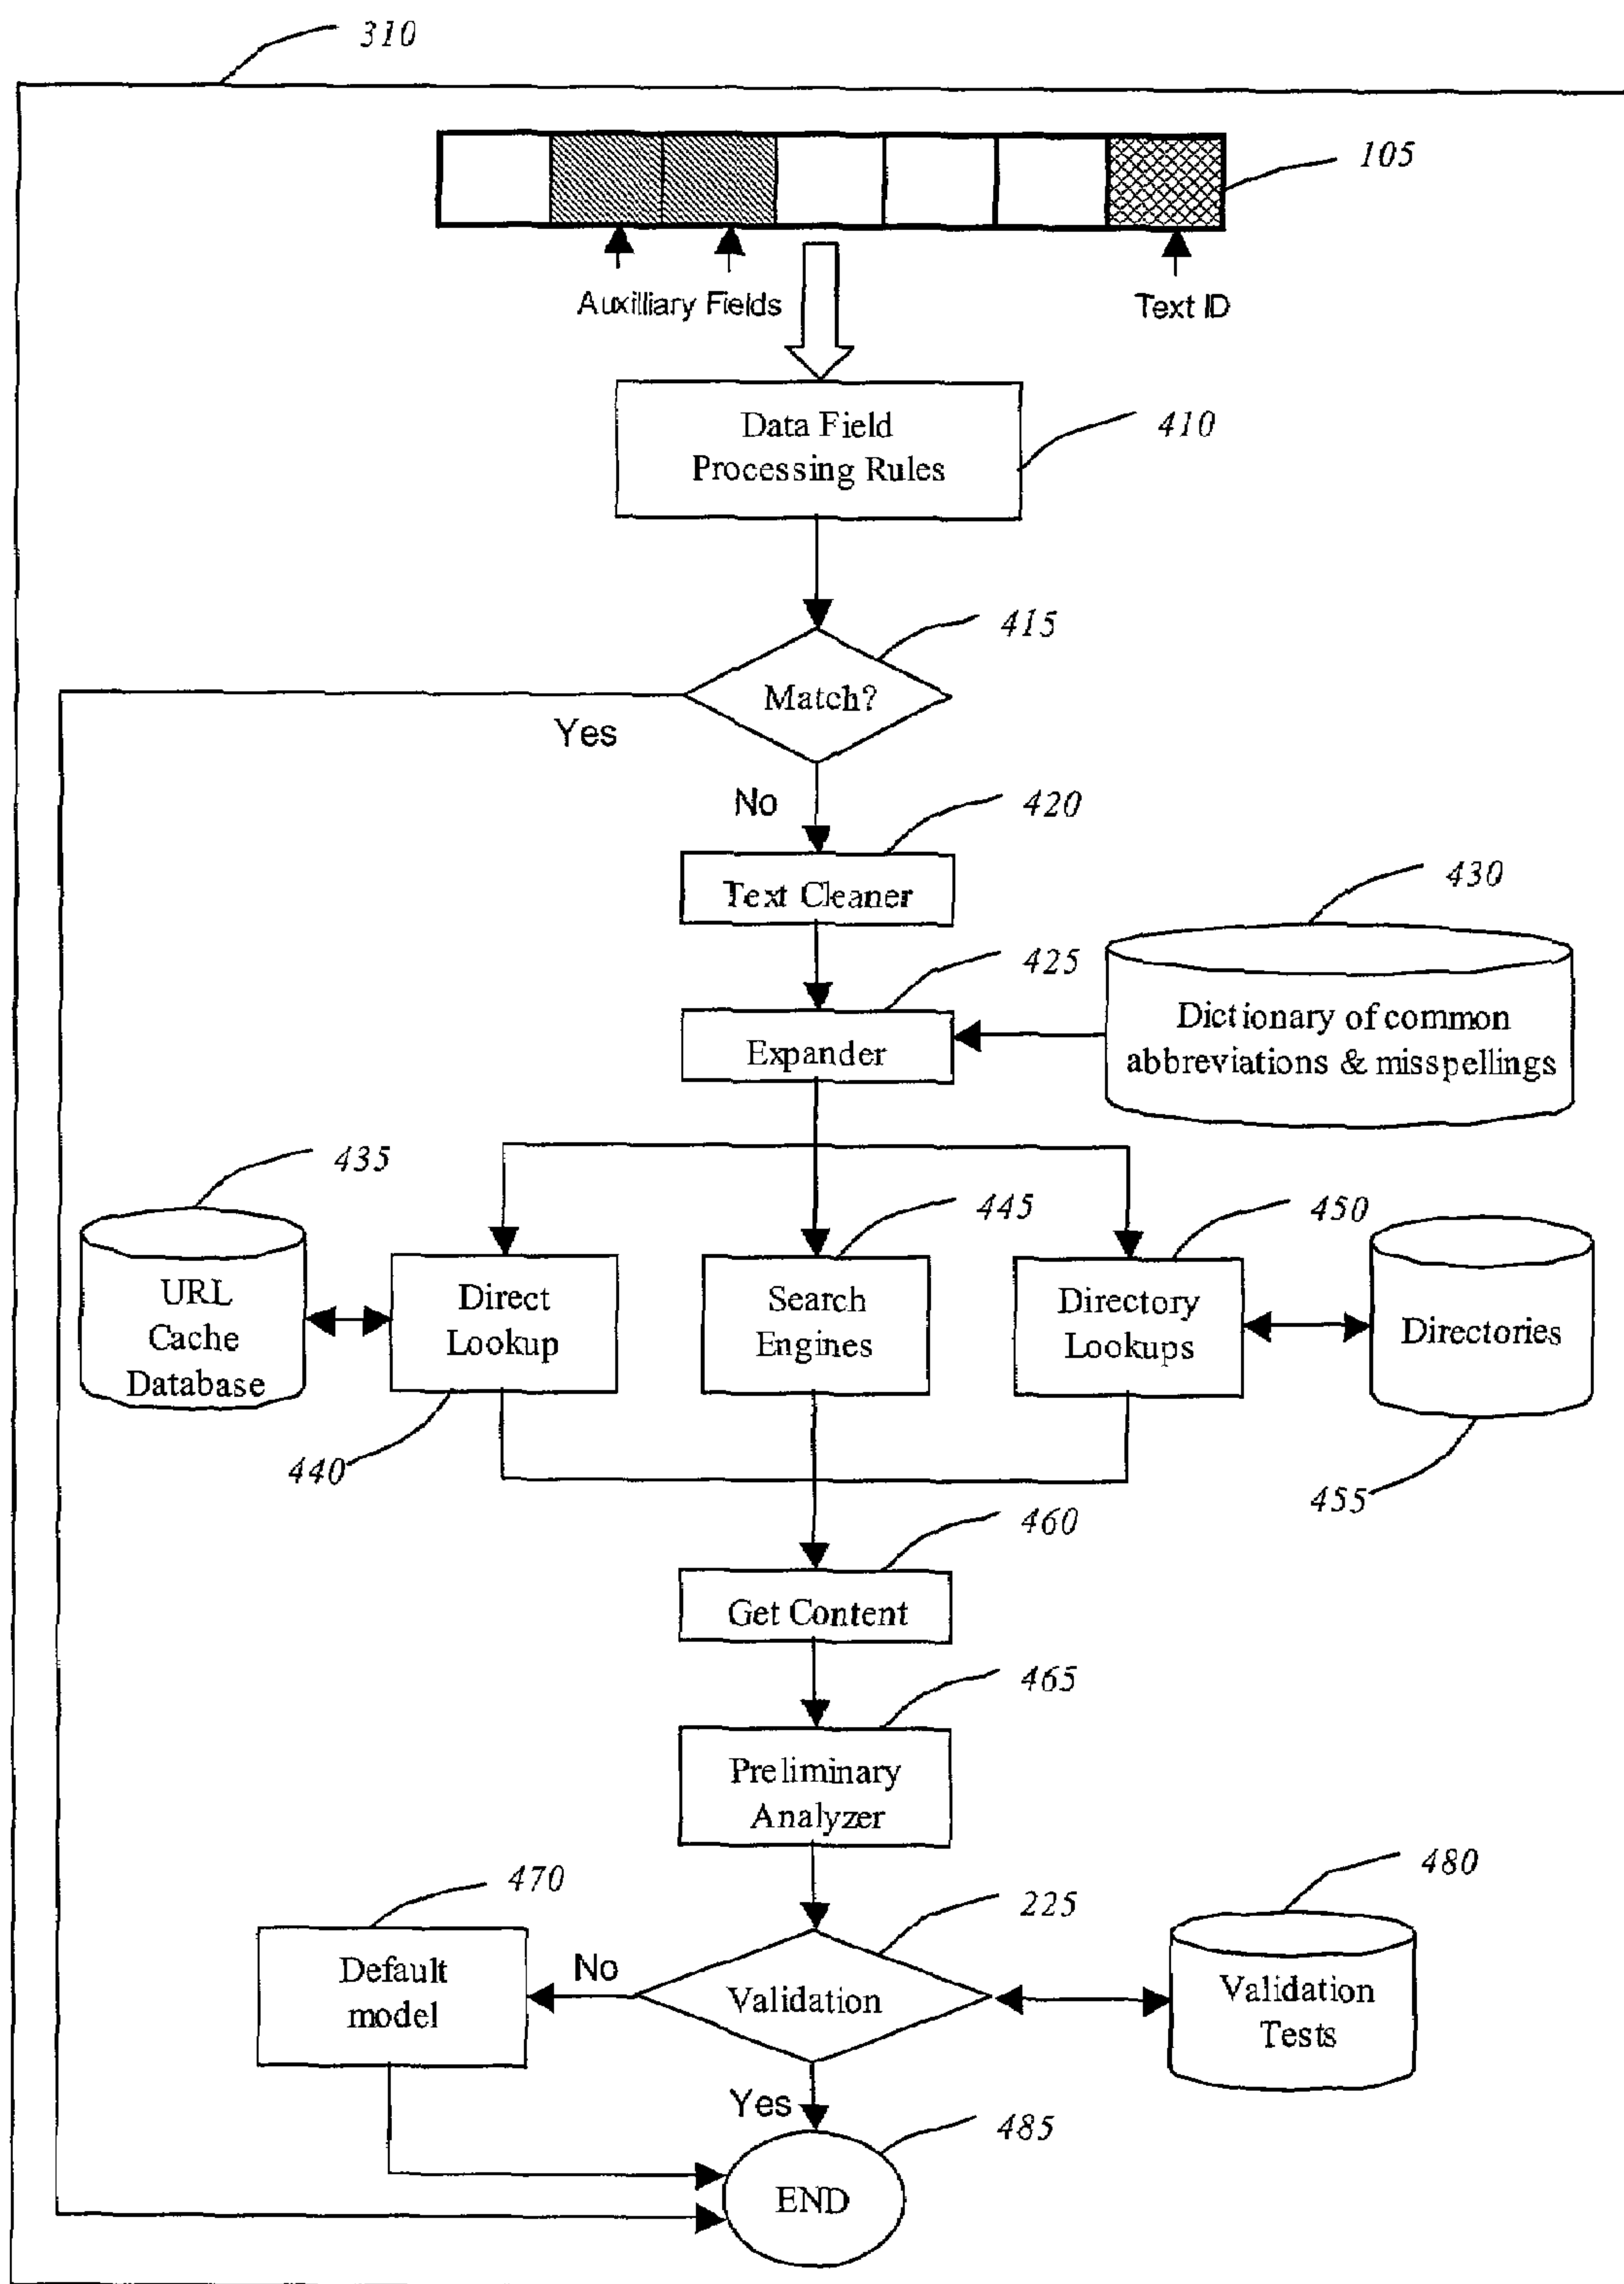 310
105
Auxilliary Fields
Text ID
Data Field
Processing Rules
410
415
Match?
Yes
No
420
Text Cleaner
430
425
Expander
Dictionary of common
abbreviations & misspellings
435
445
450
URL
Cache
Database
Direct
Lookup
Search
Engines
Directory
Lookups
Directories
440
455
460
Get Content
465
Preliminary
Analyzer
470
225
480
Default
model
No
Validation
Validation
Tests
Yes
485
END